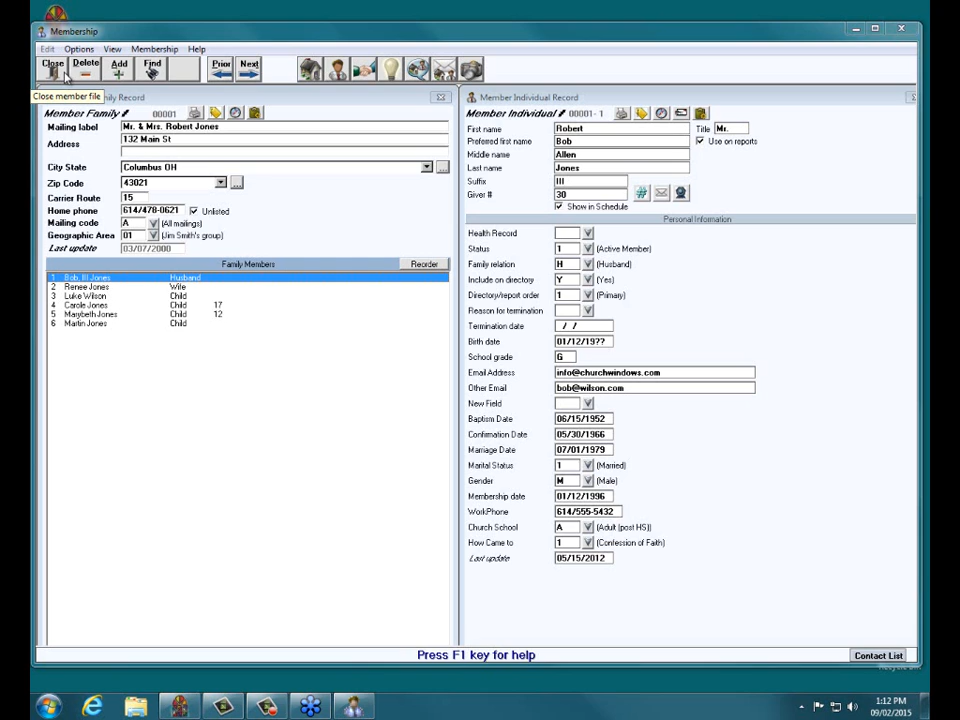 Membership
Edit Options View Membership Help
Close Delete Add Find Prior Next
Close member file
ily Record
Member Family # 00001
Mailing label Mr. & Mrs. Robert Jones
Address 132 Main St
City State Columbus OH
Zip Code 43021
Carrier Route 15
Home phone 614/478-0621 Unlisted
Mailing code A (All mailings)
Geographic Area 01 (Jim Smith's group)
Last update 03/07/2000
Family Members Reorder
1 Bob, III Jones Husband
2 Renee Jones Wife
3 Luke Wilson Child
4 Carole Jones Child 17
5 Marybeth Jones Child 12
6 Martin Jones Child
Member Individual Record
Member Individual # 00001- 1
First name Robert Title Mr.
Preferred first name Bob Use on reports
Middle name Allen
Last name Jones
Suffix III
Giver # 30
Show in Schedule
Personal Information
Health Record
Status 1 (Active Member)
Family relation H (Husband)
Include on directory Y (Yes)
Directory/report order 1 (Primary)
Reason for termination
Termination date / /
Birth date 01/12/19??
School grade G
Email Address info@churchwindows.com
Other Email bob@wilson.com
New Field
Baptism Date 06/15/1952
Confirmation Date 05/30/1966
Marriage Date 07/01/1979
Marital Status 1 (Married)
Gender M (Male)
Membership date 01/12/1996
WorkPhone 614/555-5432
Church School A (Adult (post HS))
How Came to 1 (Confession of Faith)
Last update 05/15/2012
Press F1 key for help
Contact List
1:12 PM
09/02/2015